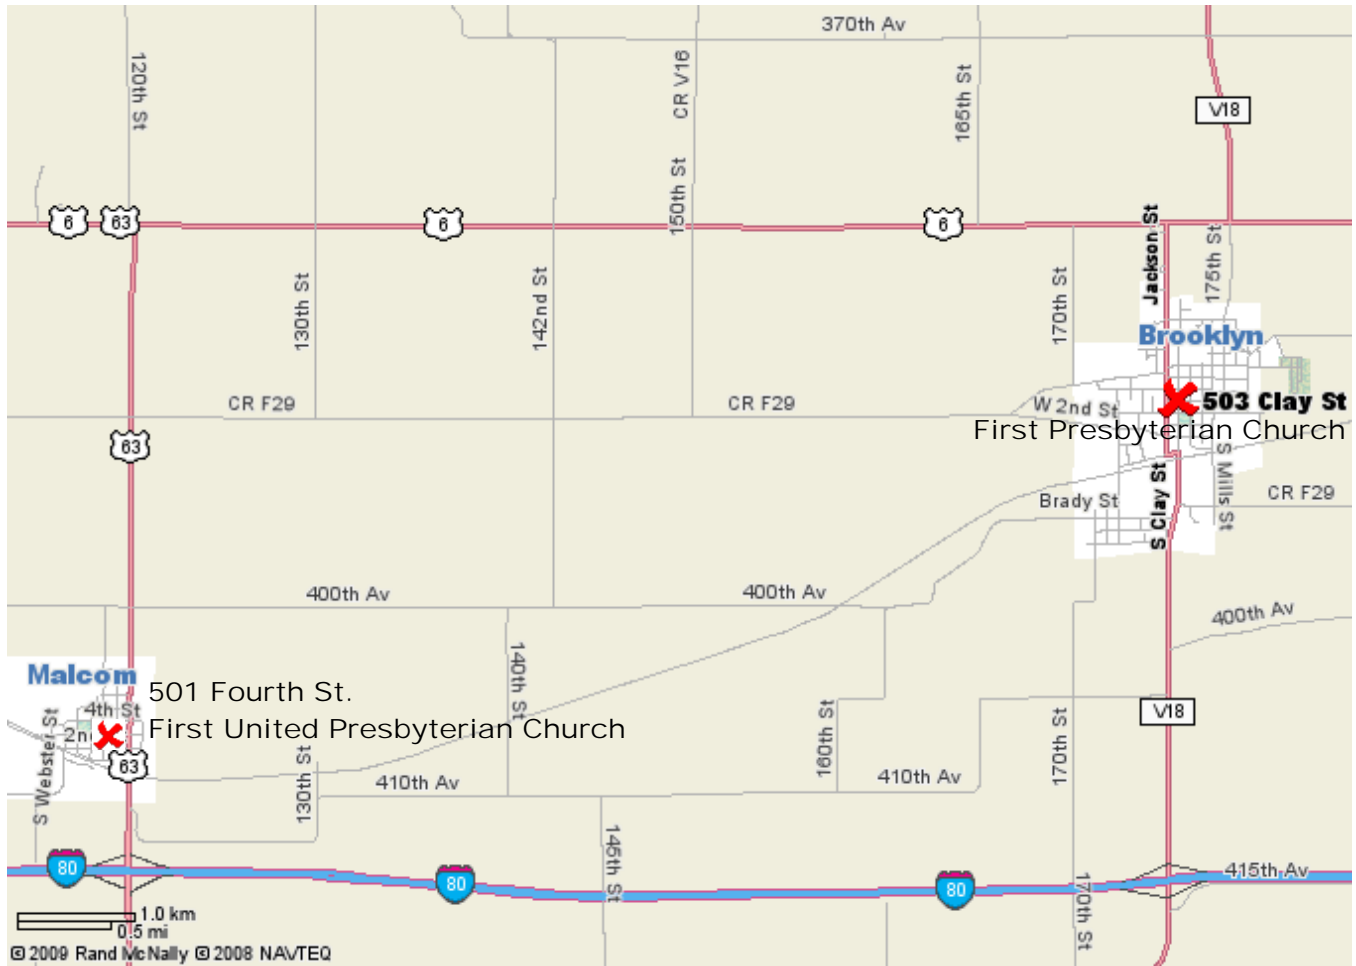 370th Av
120th St
CR V16
165th St
V18
150th St
Jackson St
6
63
6
6
175th St
130th St
142nd St
170th St
Brooklyn
CR F29
CR F29
W 2nd St
503 Clay St
First Presbyterian Church
63
S Mills St
S Clay St
Brady St
CR F29
400th Av
400th Av
400th Av
140th St
Malcom
501 Fourth St.
4th St
First United Presbyterian Church
S Webster St
63
130th St
160th St
170th St
V18
410th Av
410th Av
145th St
80
80
80
415th Av
170th St
1.0 km
0.5 mi
© 2009 Rand McNally © 2008 NAVTEQ